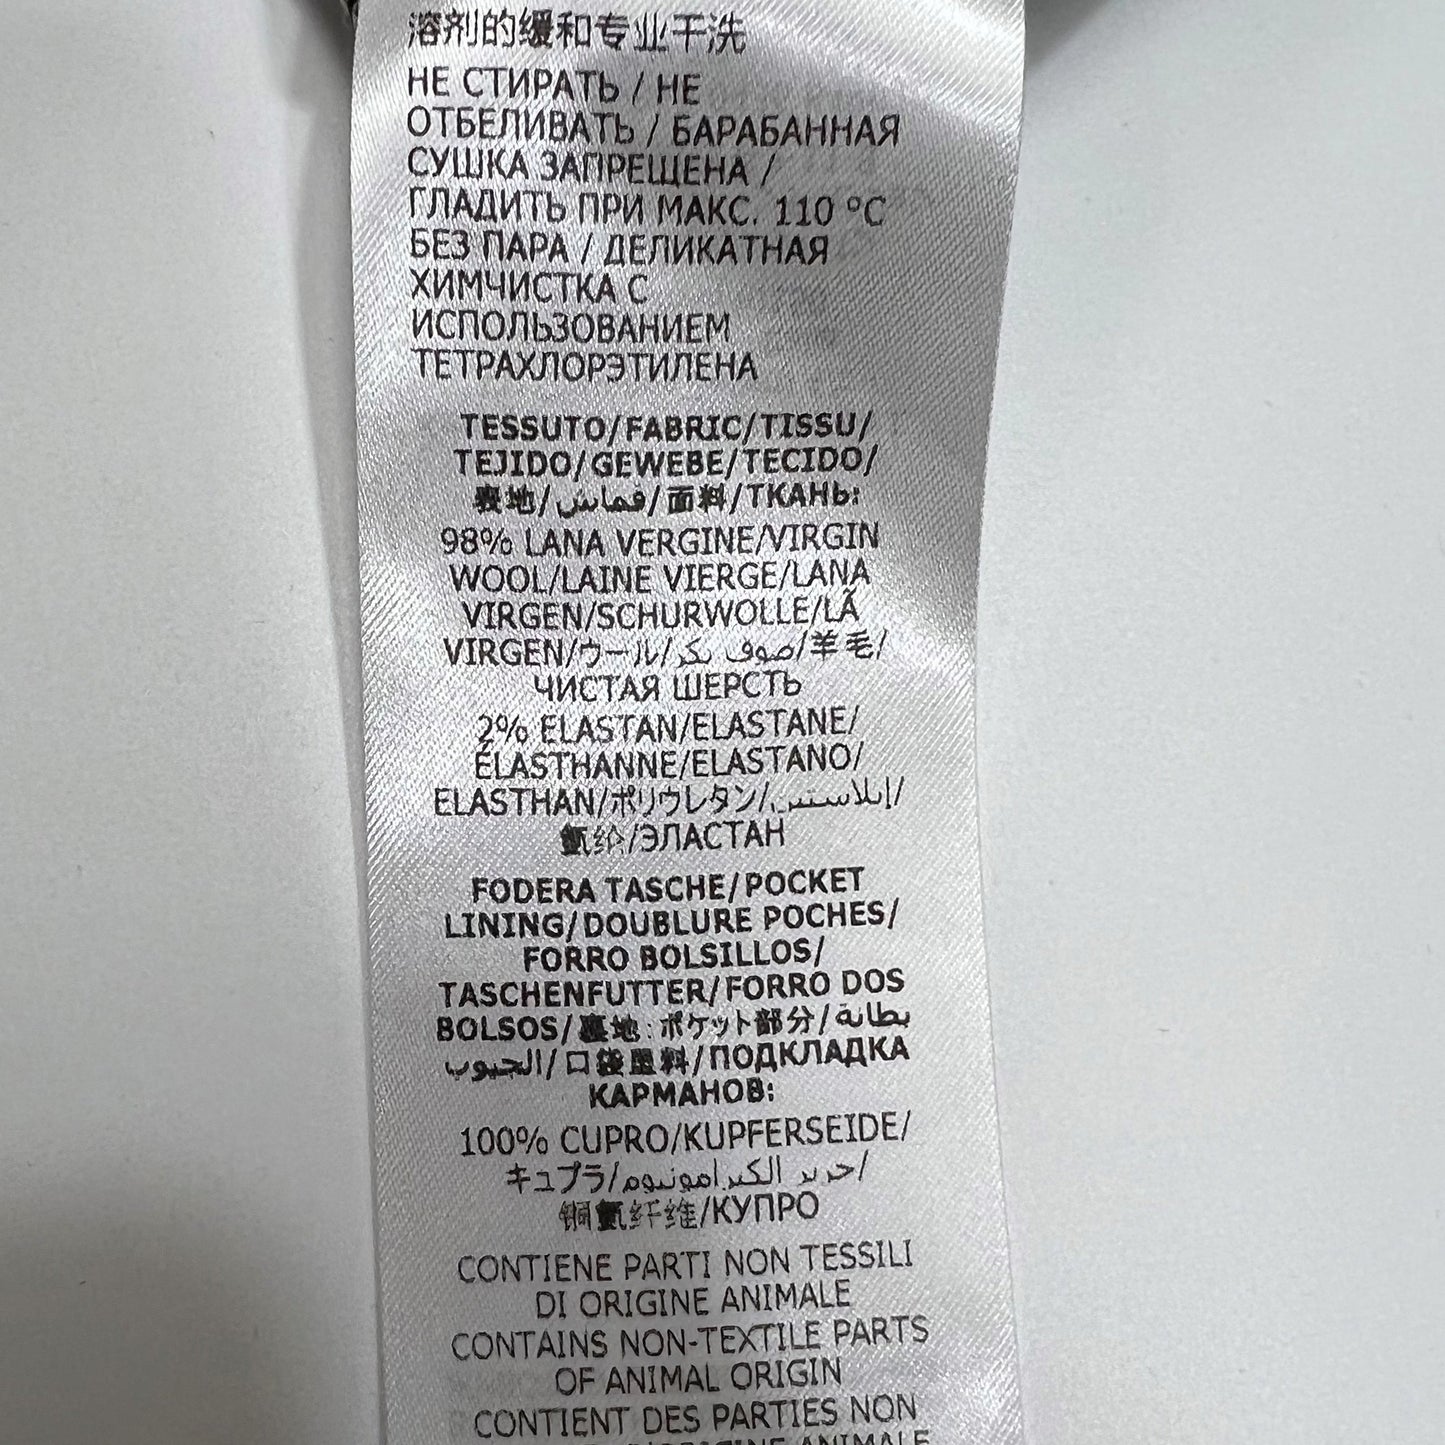 溶剂的缓和专业干洗
НЕ СТИРАТЬ / НЕ
ОТБЕЛИВАТЬ / БАРАБАННАЯ
СУШКА ЗАПРЕЩЕНА /
ГЛАДИТЬ ПРИ МАКС. 110 °C
БЕЗ ПАРА / ДЕЛИКАТНАЯ
ХИМЧИСТКА С
ИСПОЛЬЗОВАНИЕМ
ТЕТРАХЛОРЭТИЛЕНА
TESSUTO/FABRIC/TISSU/
TEJIDO/GEWEBE/TECIDO/
表地/قماش/面料/ТКАНЬ:
98% LANA VERGINE/VIRGIN
WOOL/LAINE VIERGE/LANA
VIRGEN/SCHURWOLLE/LÃ
VIRGEN/ウール/صوف بكر/羊毛/
ЧИСТАЯ ШЕРСТЬ
2% ELASTAN/ELASTANE/
ÉLASTHANNE/ELASTANO/
ELASTHAN/ポリウレタン/إيلاستين/
氨纶/ЭЛАСТАН
FODERA TASCHE/POCKET
LINING/DOUBLURE POCHES/
FORRO BOLSILLOS/
TASCHENFUTTER/FORRO DOS
BOLSOS/裏地:ポケット部分/بطانة
الجيوب/口袋里料/ПОДКЛАДКА
КАРМАНОВ:
100% CUPRO/KUPFERSEIDE/
キュプラ/حرير الكبرامونيوم/
铜氨纤维/КУПРО
CONTIENE PARTI NON TESSILI
DI ORIGINE ANIMALE
CONTAINS NON-TEXTILE PARTS
OF ANIMAL ORIGIN
CONTIENT DES PARTIES NON
D'ORIGINE ANIMALE